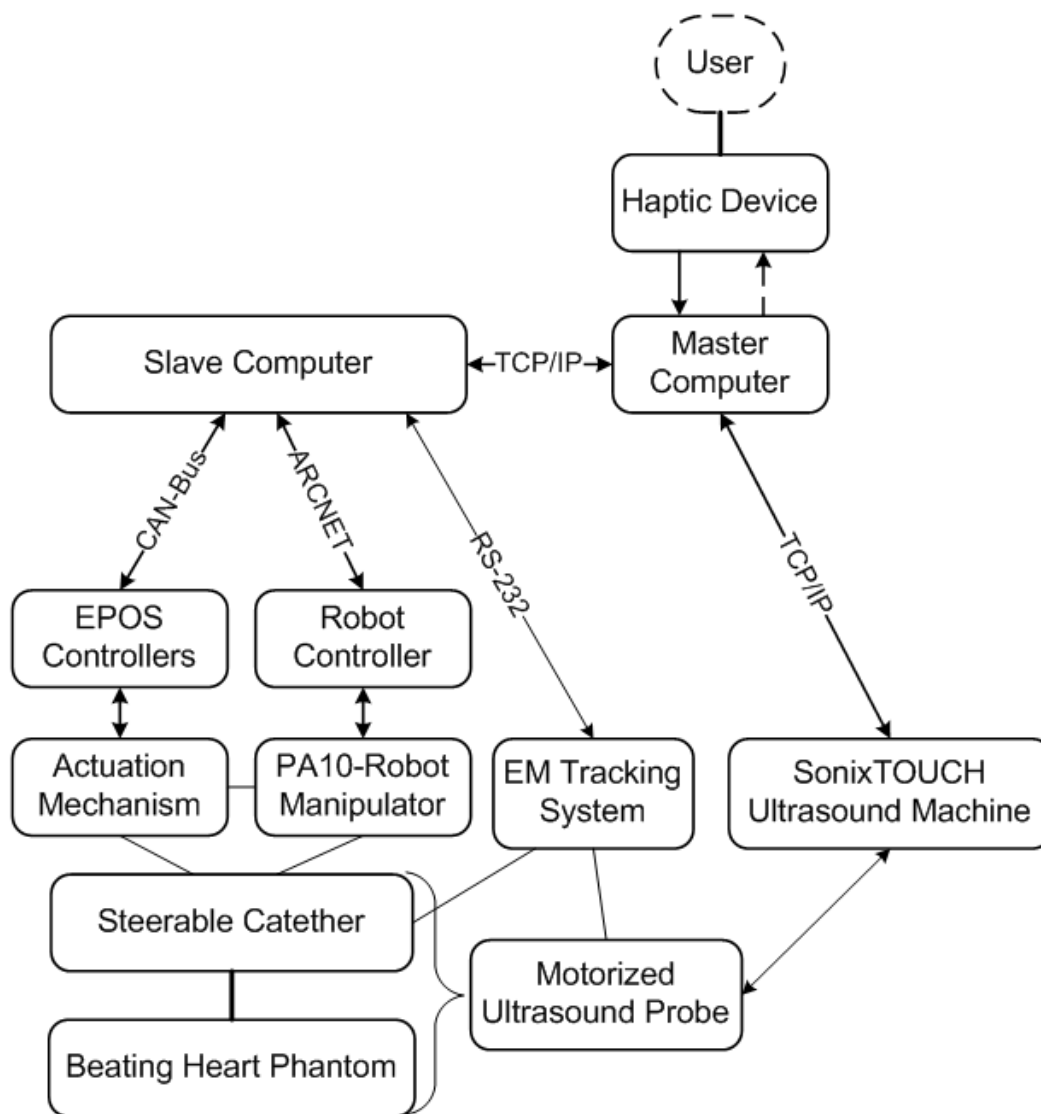 User
Haptic Device
Slave Computer
TCP/IP
Master
Computer
CAN-Bus
ARCNET
RS-232
TCP/IP
EPOS
Controllers
Robot
Controller
Actuation
Mechanism
PA10-Robot
Manipulator
EM Tracking
System
SonixTOUCH
Ultrasound Machine
Steerable Catether
Motorized
Ultrasound Probe
Beating Heart Phantom